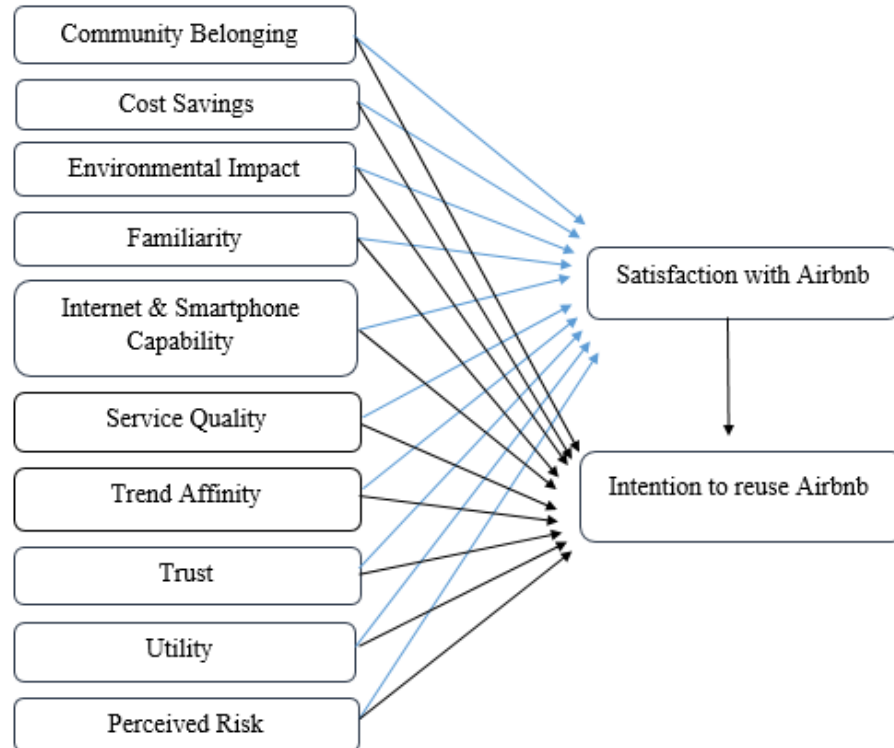 Community Belonging
Cost Savings
Environmental Impact
Familiarity
Internet & Smartphone
Capability
Service Quality
Trend Affinity
Trust
Utility
Perceived Risk
Satisfaction with Airbnb
Intention to reuse Airbnb